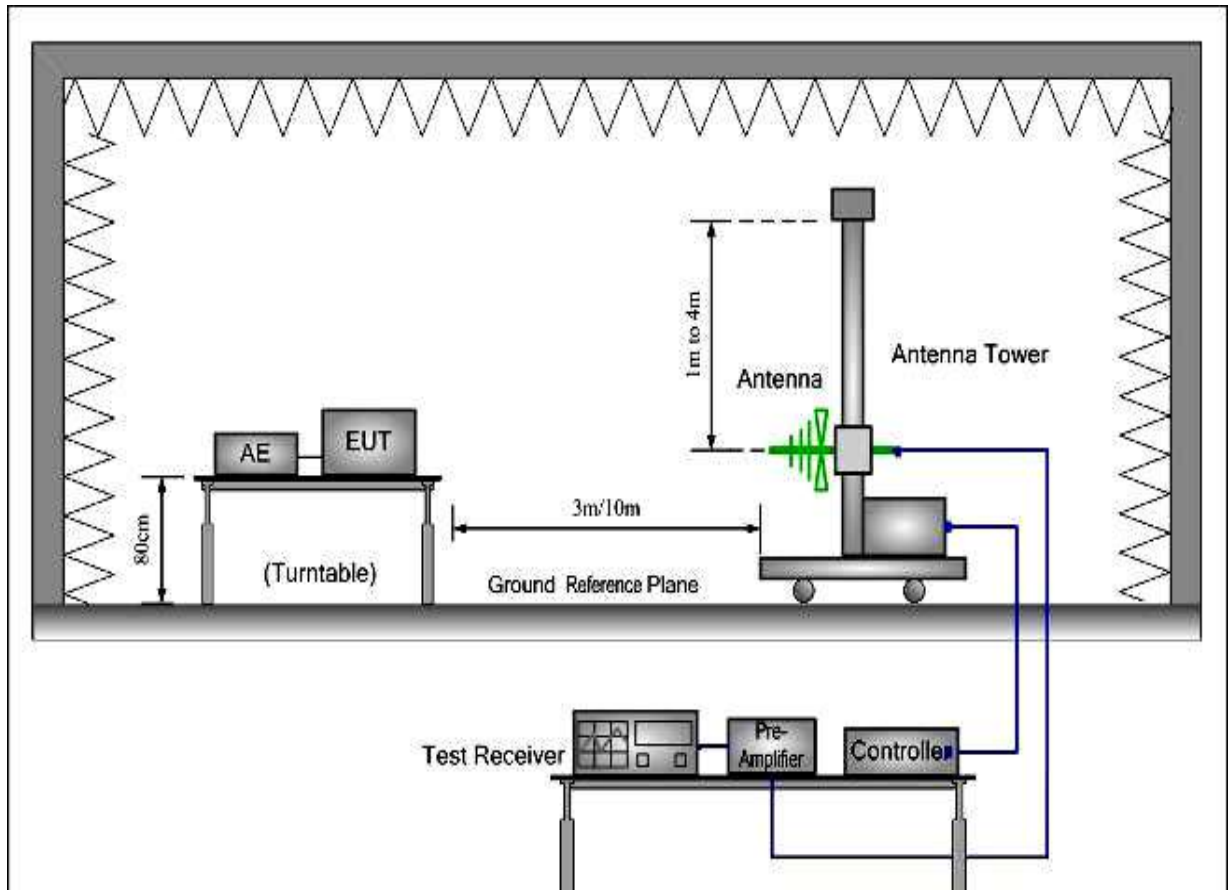 1m to 4m
Antenna Tower
Antenna
AE
EUT
80cm
3m/10m
(Turntable)
Ground Reference Plane
Test Receiver
Pre-
Amplifier
Controller